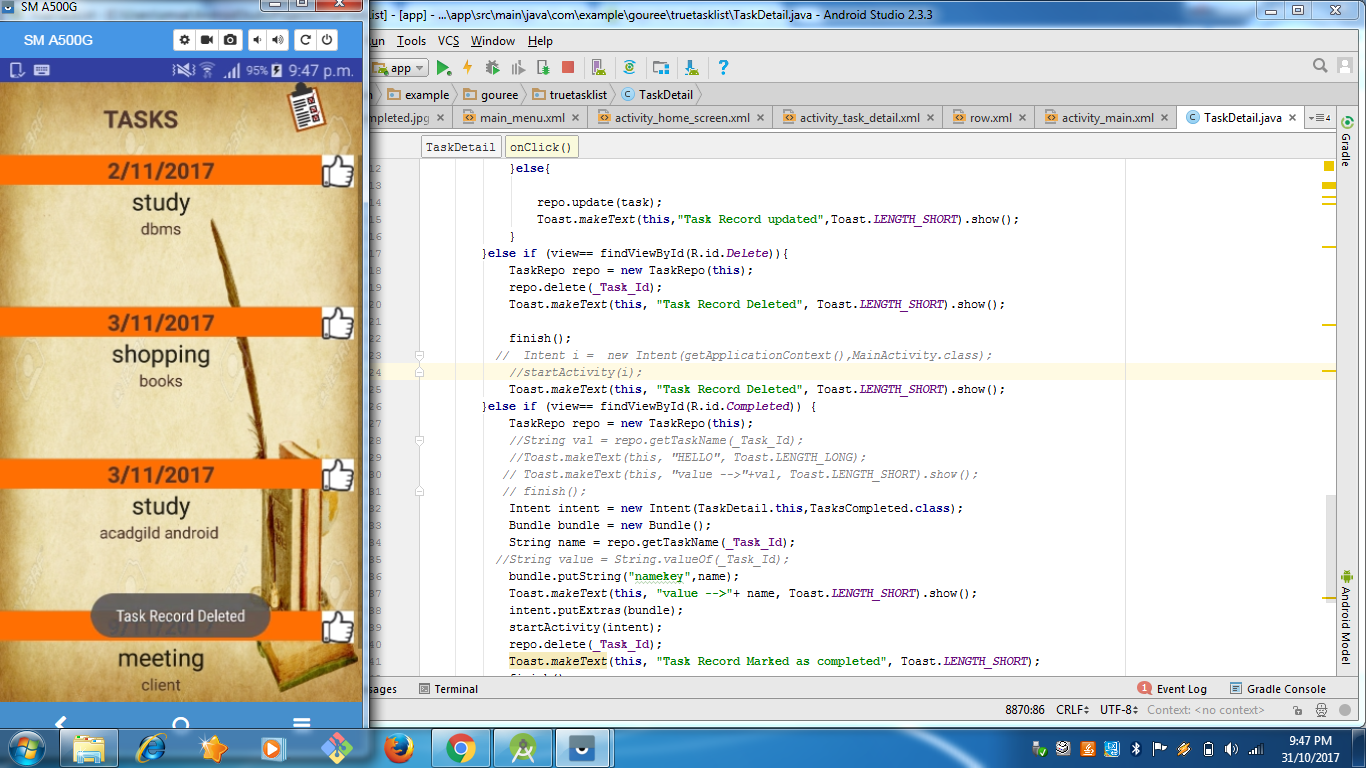 SM A500G
List] - [app] - ...\app\src\main\java\com\example\gouree\truetasklist\TaskDetail.java - Android Studio 2.3.3
SM A500G
un Tools VCS Window Help
95% 9:47 p.m.
app
example gouree truetasklist TaskDetail
TASKS
mpleted.jpg main_menu.xml activity_home_screen.xml activity_task_detail.xml row.xml activity_main.xml TaskDetail.java 4
TaskDetail onClick()
Gradle
2/11/2017
study
dbms
3/11/2017
shopping
books
3/11/2017
study
acadgild android
Task Record Deleted
meeting
client
12 }else{
13
14 repo.update(task);
15 Toast.makeText(this,"Task Record updated",Toast.LENGTH_SHORT).show();
16 }
17 }else if (view== findViewById(R.id.Delete)){
18 TaskRepo repo = new TaskRepo(this);
19 repo.delete(_Task_Id);
20 Toast.makeText(this, "Task Record Deleted", Toast.LENGTH_SHORT).show();
21
22 finish();
23 // Intent i = new Intent(getApplicationContext(),MainActivity.class);
24 //startActivity(i);
25 Toast.makeText(this, "Task Record Deleted", Toast.LENGTH_SHORT).show();
26 }else if (view== findViewById(R.id.Completed)) {
27 TaskRepo repo = new TaskRepo(this);
28 //String val = repo.getTaskName(_Task_Id);
29 //Toast.makeText(this, "HELLO", Toast.LENGTH_LONG);
30 // Toast.makeText(this, "value -->"+val, Toast.LENGTH_SHORT).show();
31 // finish();
32 Intent intent = new Intent(TaskDetail.this,TasksCompleted.class);
33 Bundle bundle = new Bundle();
34 String name = repo.getTaskName(_Task_Id);
35 //String value = String.valueOf(_Task_Id);
36 bundle.putString("namekey",name);
37 Toast.makeText(this, "value -->"+ name, Toast.LENGTH_SHORT).show();
38 intent.putExtras(bundle);
39 startActivity(intent);
40 repo.delete(_Task_Id);
41 Toast.makeText(this, "Task Record Marked as completed", Toast.LENGTH_SHORT);
Android Model
ssages Terminal 1 Event Log Gradle Console
8870:86 CRLF UTF-8 Context: <no context>
9:47 PM
31/10/2017